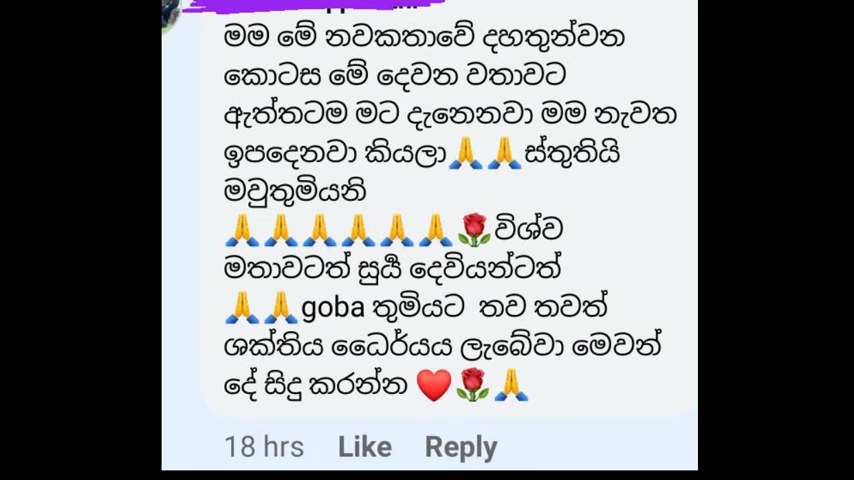 මම මේ නවකතාවේ දහතුන්වන
කොටස මේ දෙවන වතාවට
ඇත්තටම මට දැනෙනවා මම නැවත
ඉපදෙනවා කියලා🙏🙏ස්තුතියි
මවුතුමියනි
🙏🙏🙏🙏🙏🙏🌹විශ්ව
මතාවටත් සූර්‍ය දෙවියන්ටත්
🙏🙏goba තුමියට තව තවත්
ශක්තිය ධෛර්යය ලැබේවා මෙවන්
දේ සිදු කරන්න ❤️🌹🙏
18 hrs Like Reply